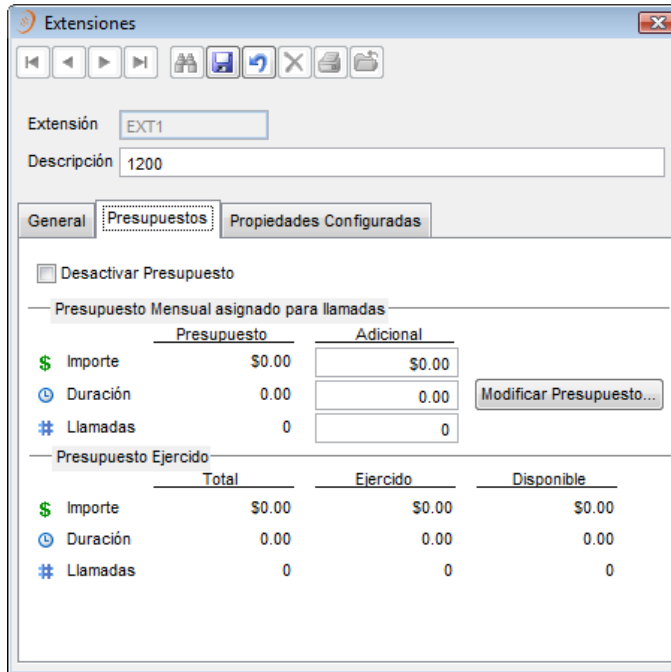 Extensiones
Extensión EXT1
Descripción 1200
General Presupuestos Propiedades Configuradas
Desactivar Presupuesto
Presupuesto Mensual asignado para llamadas
Presupuesto Adicional
$ Importe $0.00 $0.00
Duración 0.00 0.00 Modificar Presupuesto...
# Llamadas 0 0
Presupuesto Ejercido
Total Ejercido Disponible
$ Importe $0.00 $0.00 $0.00
Duración 0.00 0.00 0.00
# Llamadas 0 0 0